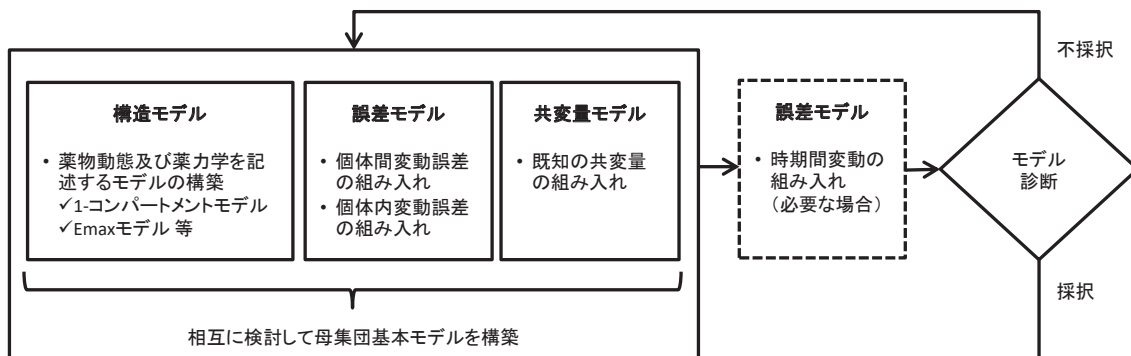 構造モデル
• 薬物動態及び薬力学を記
述するモデルの構築
✓1-コンパートメントモデル
✓Emaxモデル 等
誤差モデル
• 個体間変動誤差
の組み入れ
• 個体内変動誤差
の組み入れ
共変量モデル
• 既知の共変量
の組み入れ
相互に検討して母集団基本モデルを構築
誤差モデル
• 時期間変動の
組み入れ
（必要な場合）
モデル
診断
不採択
採択